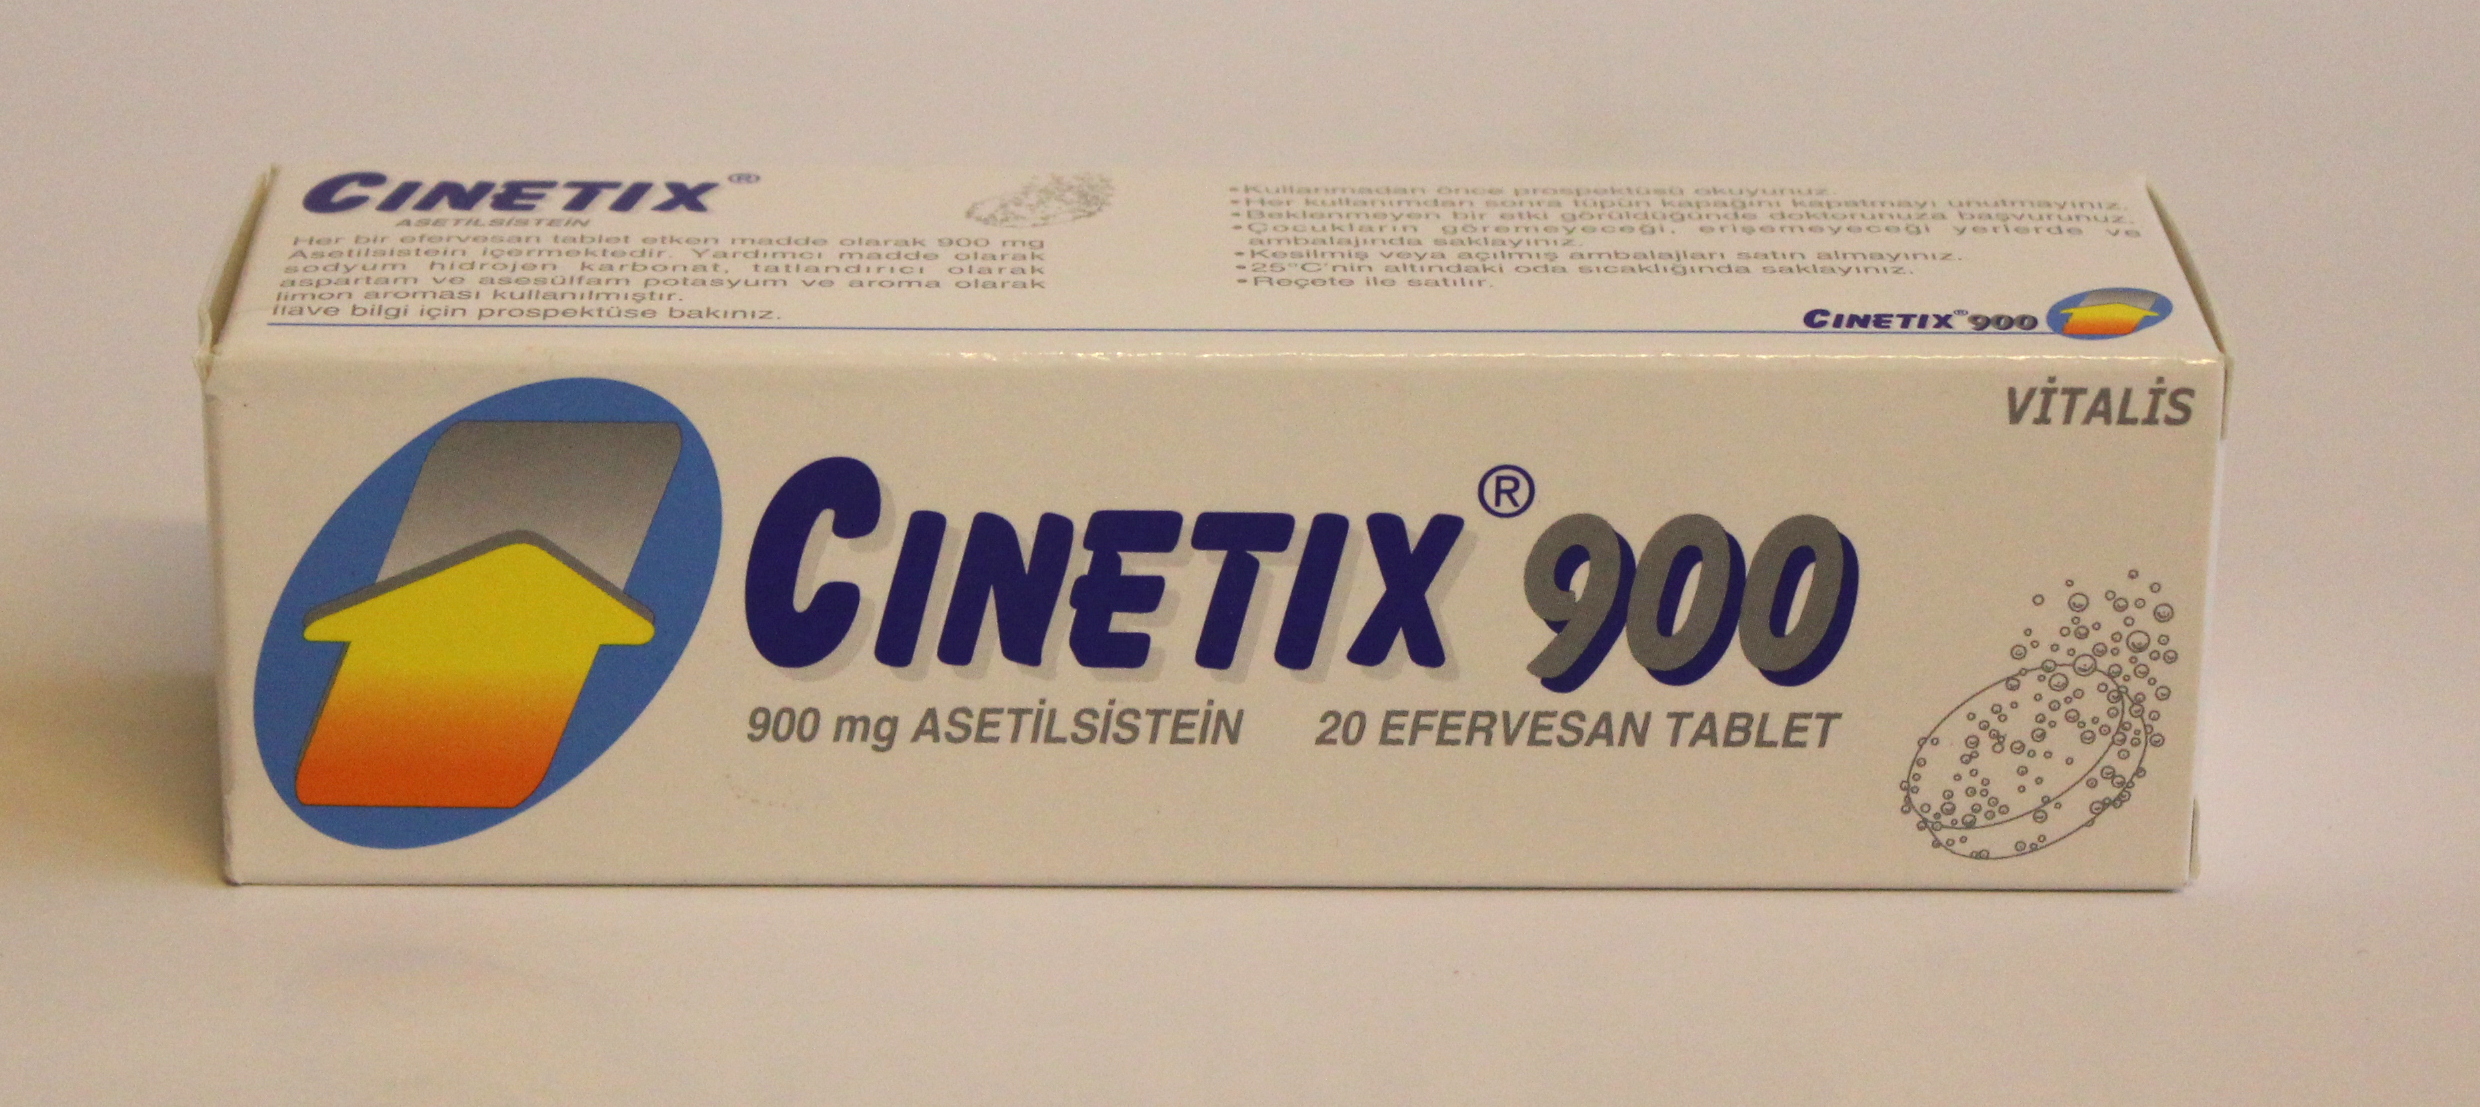 CINETIX®
ASETİLSİSTEİN
Her bir efervesan tablet etken madde olarak 900 mg
Asetilsistein içermektedir. Yardımcı madde olarak
sodyum hidrojen karbonat, tatlandırıcı olarak
aspartam ve asesülfam potasyum ve aroma olarak
limon aroması kullanılmıştır.
İlave bilgi için prospektüse bakınız.
•Kullanmadan önce prospektüsü okuyunuz.
•Her kullanımdan sonra tüpün kapağını kapatmayı unutmayınız.
•Beklenmeyen bir etki görüldüğünde doktorunuza başvurunuz.
•Çocukların göremeyeceği, erişemeyeceği yerlerde ve
ambalajında saklayınız.
•Kesilmiş veya açılmış ambalajları satın almayınız.
•25°C'nin altındaki oda sıcaklığında saklayınız.
•Reçete ile satılır.
CINETIX® 900
VİTALİS
CINETIX® 900
900 mg ASETİLSİSTEİN 20 EFERVESAN TABLET